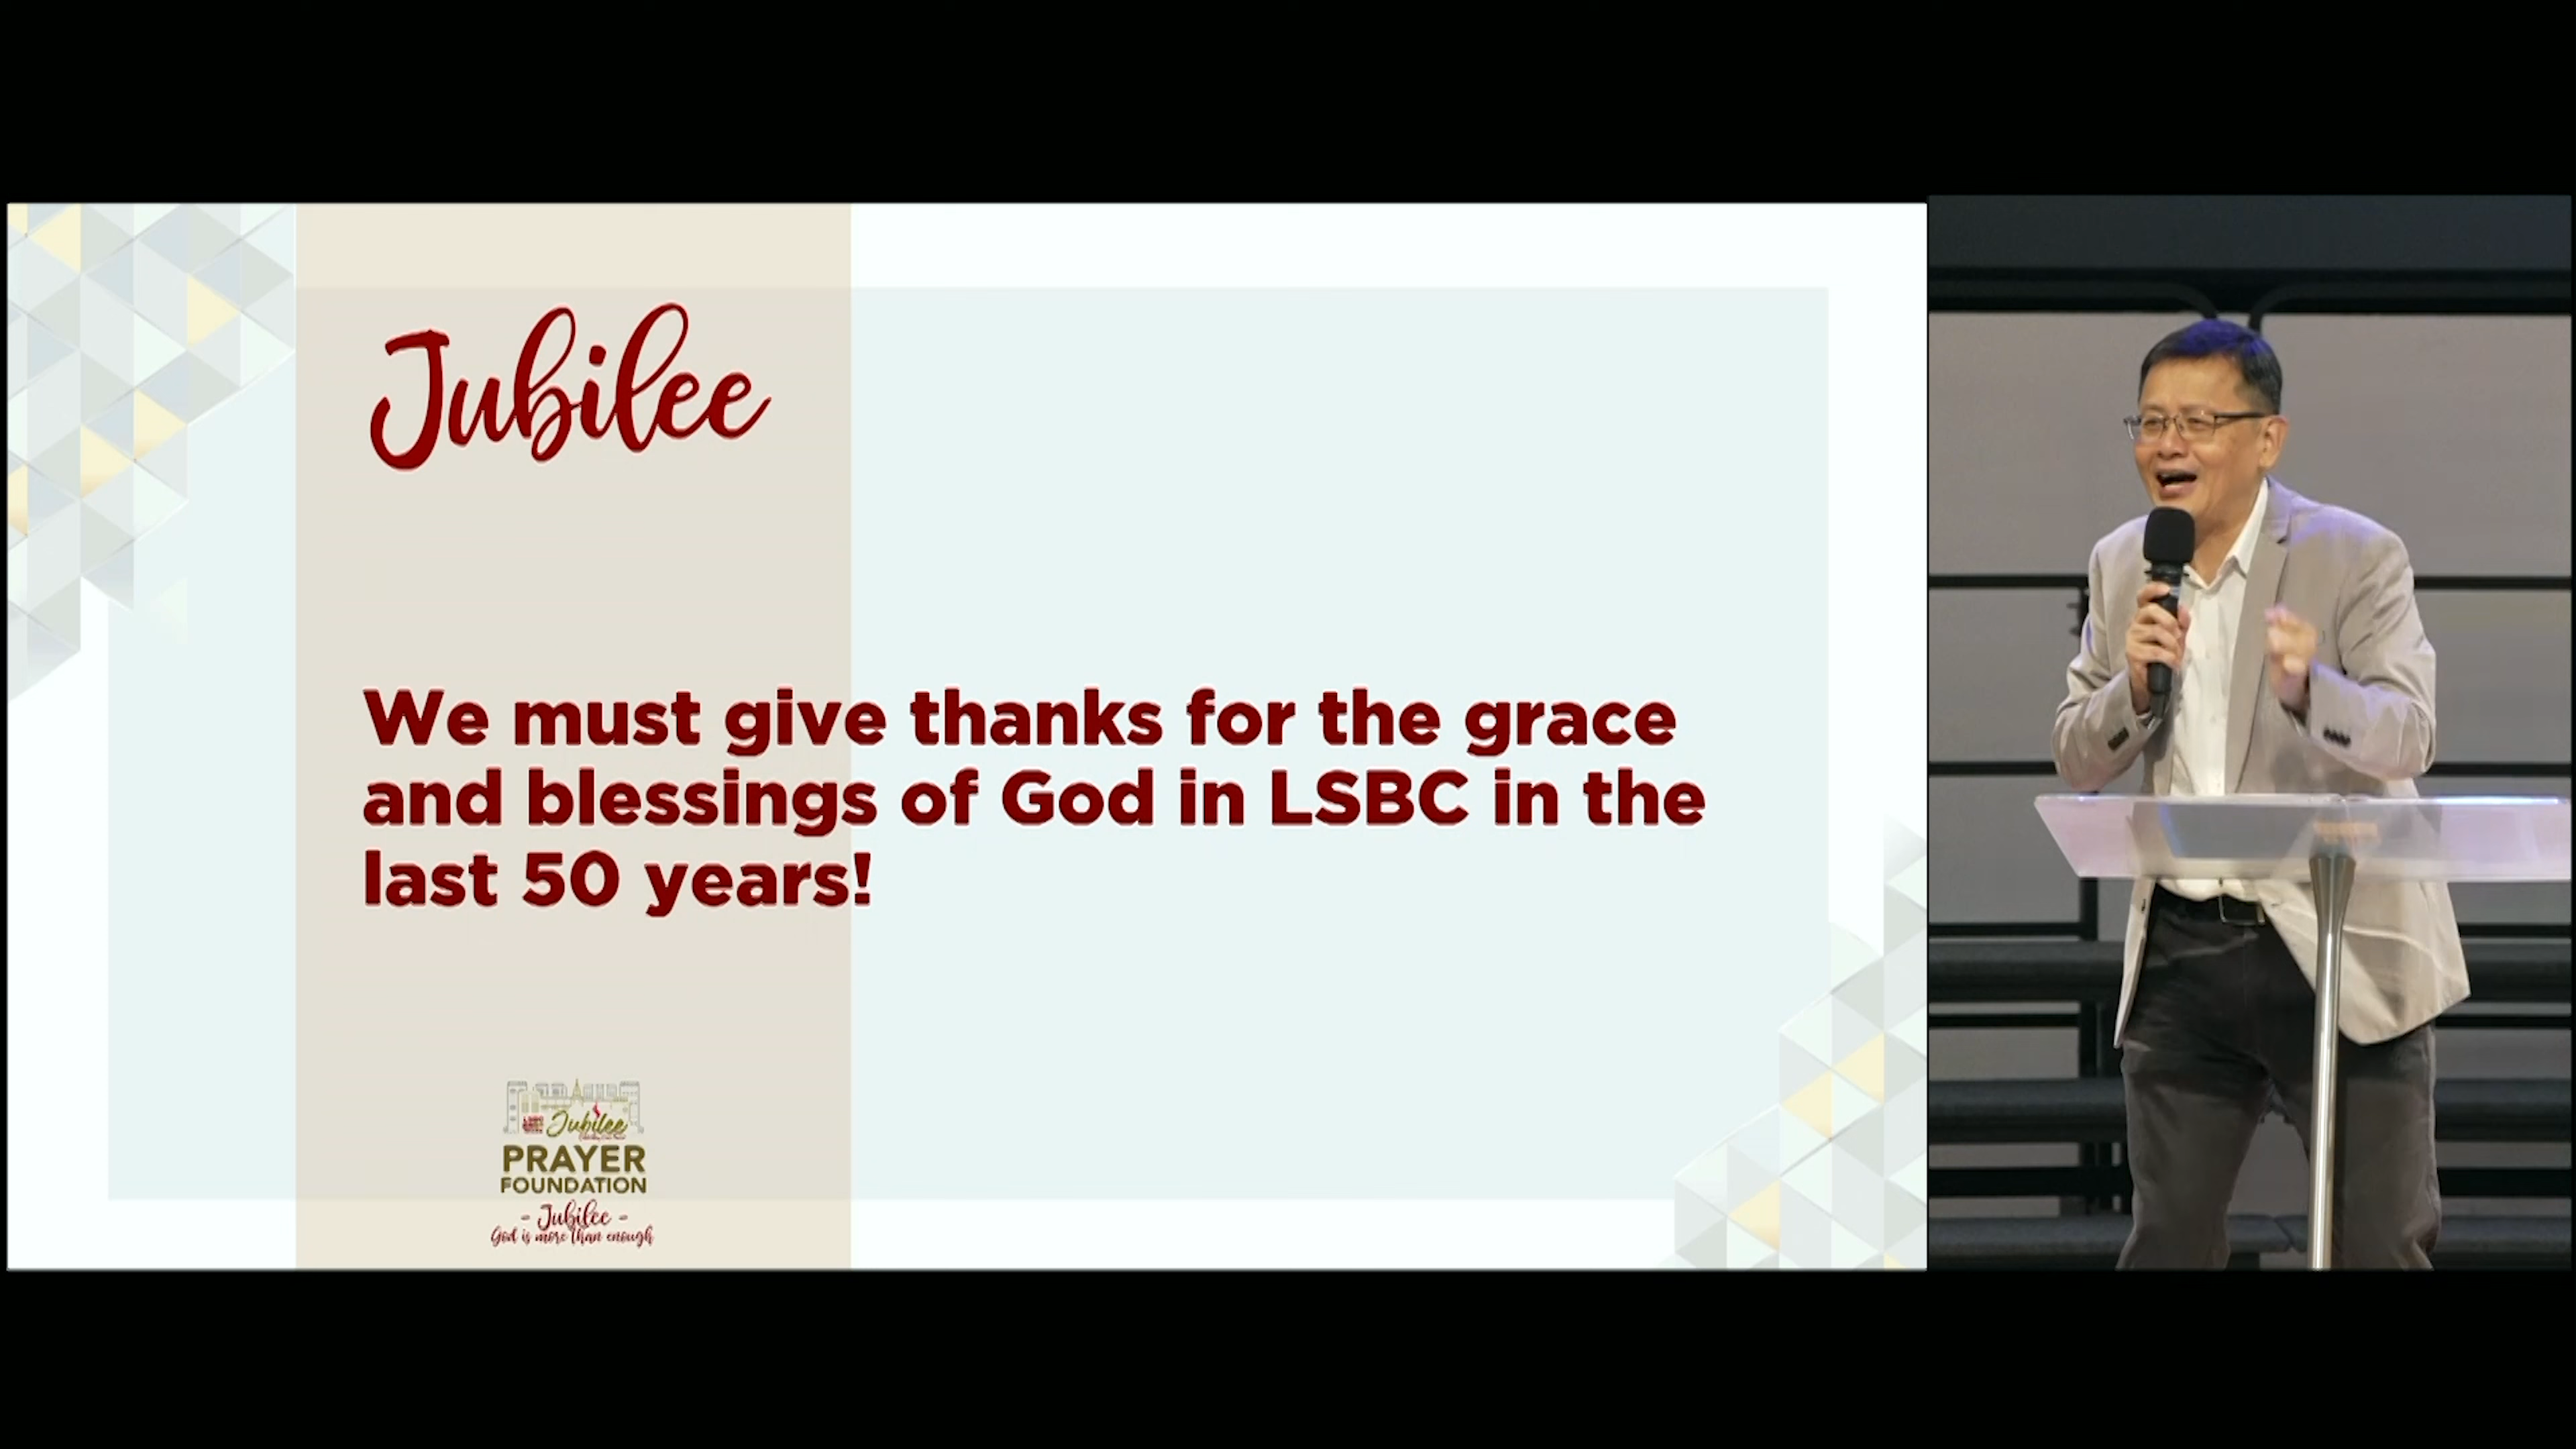 Jubilee
We must give thanks for the grace
and blessings of God in LSBC in the
last 50 years!
Jubilee
PRAYER
FOUNDATION
- Jubilee -
God is more than enough